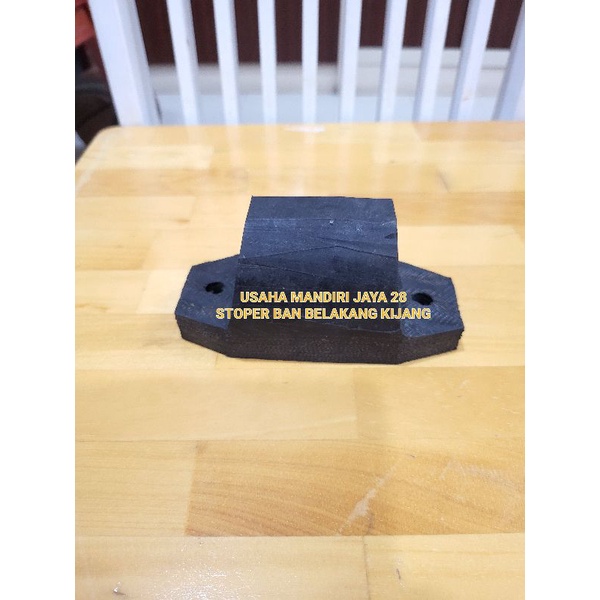 USAHA MANDIRI JAYA 28
STOPER BAN BELAKANG KIJANG